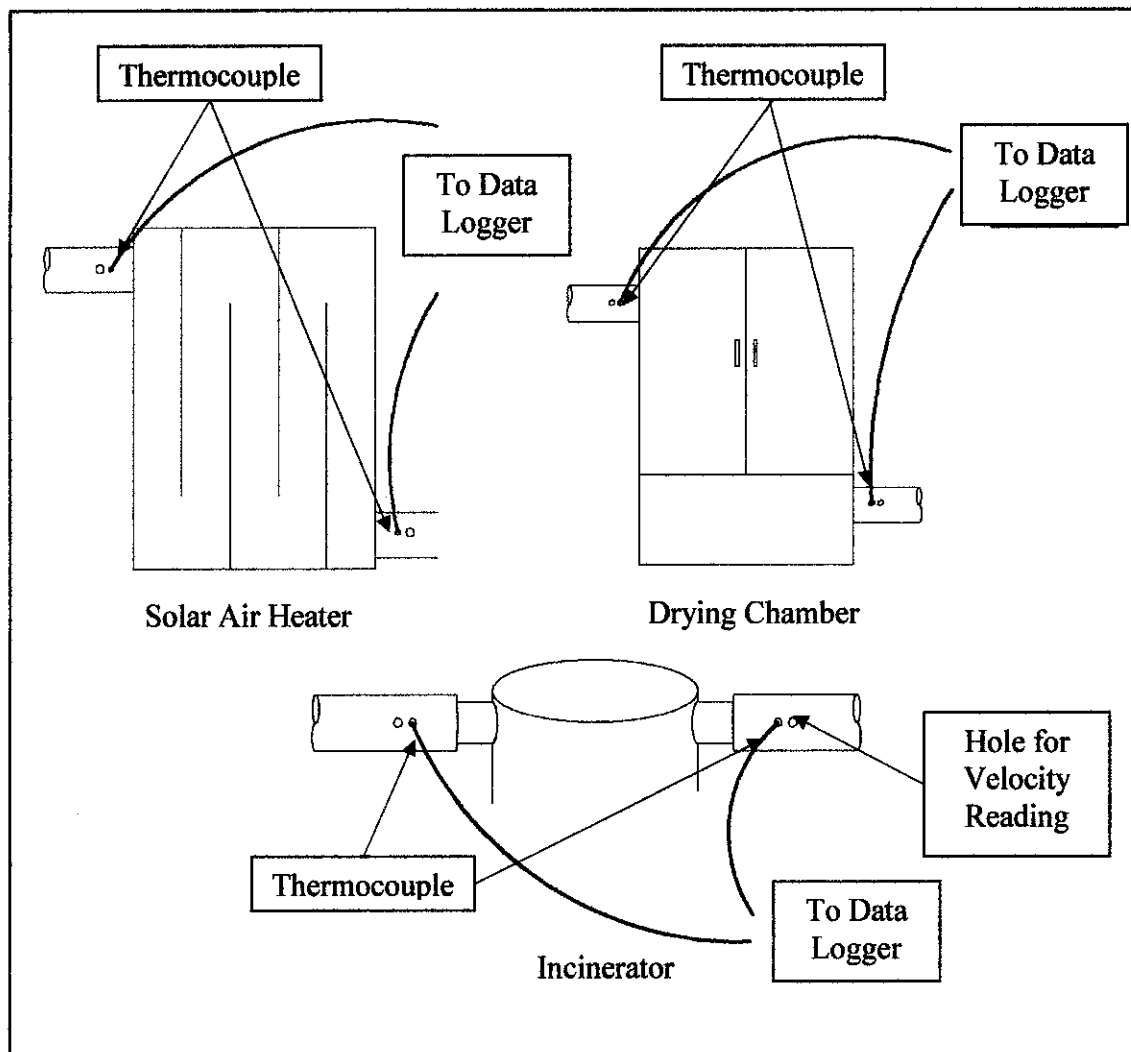 Thermocouple
To Data
Logger
Solar Air Heater
Thermocouple
To Data
Logger
Drying Chamber
Hole for
Velocity
Reading
Thermocouple
To Data
Logger
Incinerator